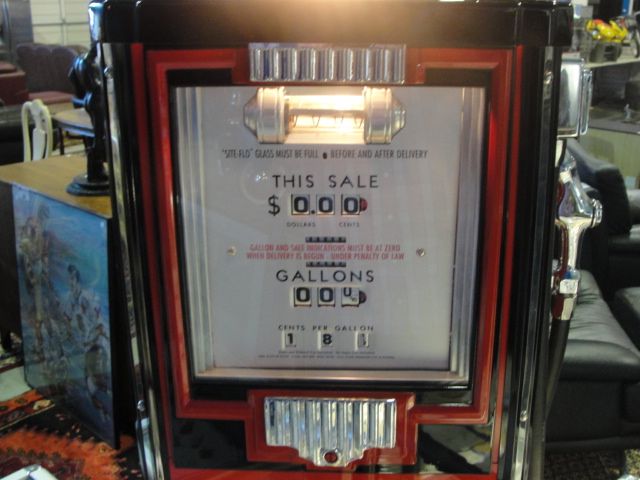 "SITE-FLO" GLASS MUST BE FULL • BEFORE AND AFTER DELIVERY
THIS SALE
$ 0.00
DOLLARS CENTS
GALLON AND SALE INDICATIONS MUST BE AT ZERO
WHEN DELIVERY IS BEGUN - UNDER PENALTY OF LAW
GALLONS
00 0
CENTS PER GALLON
1 8